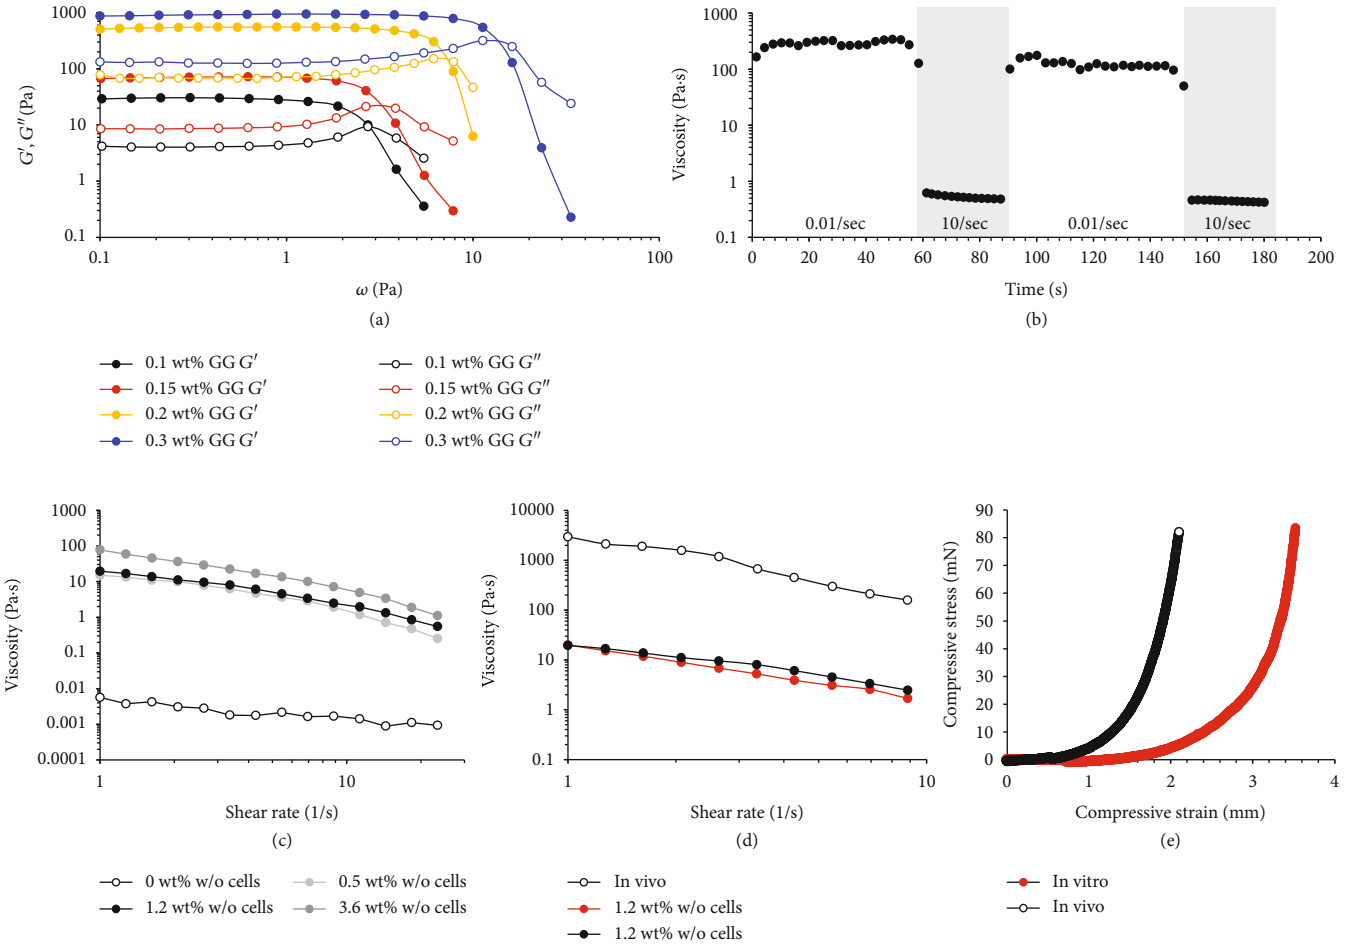 1000
100
10
1
0.1
G′, G″ (Pa)
0.1
1
10
100
ω (Pa)
(a)
1000
100
10
1
0.1
Viscosity (Pa·s)
0.01/sec
10/sec
0.01/sec
10/sec
0
20
40
60
80
100
120
140
160
180
200
Time (s)
(b)
0.1 wt% GG G′
0.15 wt% GG G′
0.2 wt% GG G′
0.3 wt% GG G′
0.1 wt% GG G″
0.15 wt% GG G″
0.2 wt% GG G″
0.3 wt% GG G″
1000
100
10
1
0.1
0.01
0.001
0.0001
Viscosity (Pa·s)
1
10
Shear rate (1/s)
(c)
0 wt% w/o cells
1.2 wt% w/o cells
0.5 wt% w/o cells
3.6 wt% w/o cells
10000
1000
100
10
1
0.1
Viscosity (Pa·s)
1
10
Shear rate (1/s)
(d)
In vivo
1.2 wt% w/o cells
1.2 wt% w/o cells
90
80
70
60
50
40
30
20
10
0
Compressive stress (mN)
0
1
2
3
4
Compressive strain (mm)
(e)
In vitro
In vivo